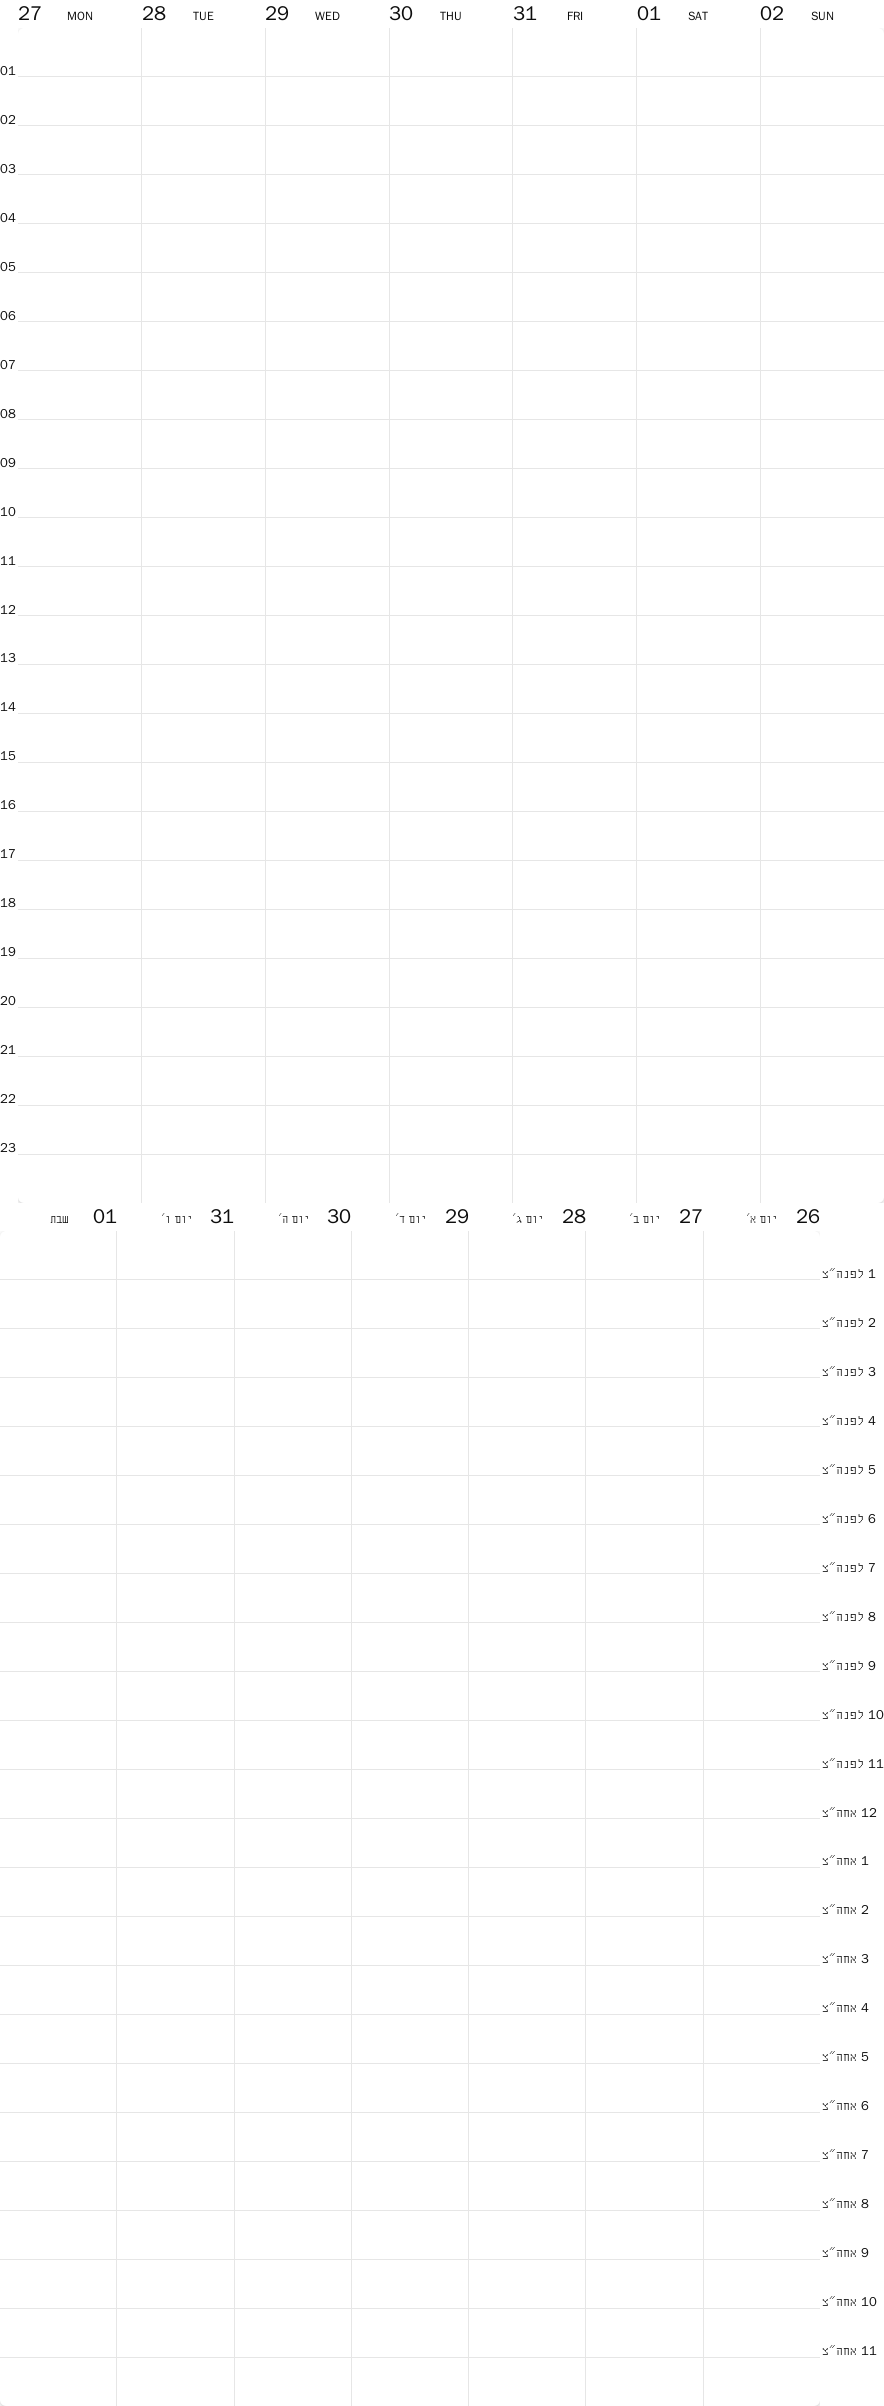 27 MON 28 TUE 29 WED 30 THU 31 FRI 01 SAT 02 SUN
01
02
03
04
05
06
07
08
09
10
11
12
13
14
15
16
17
18
19
20
21
22
23
26 יום א׳ 27 יום ב׳ 28 יום ג׳ 29 יום ד׳ 30 יום ה׳ 31 יום ו׳ 01 שבת
1 לפנה״צ
2 לפנה״צ
3 לפנה״צ
4 לפנה״צ
5 לפנה״צ
6 לפנה״צ
7 לפנה״צ
8 לפנה״צ
9 לפנה״צ
10 לפנה״צ
11 לפנה״צ
12 אחה״צ
1 אחה״צ
2 אחה״צ
3 אחה״צ
4 אחה״צ
5 אחה״צ
6 אחה״צ
7 אחה״צ
8 אחה״צ
9 אחה״צ
10 אחה״צ
11 אחה״צ